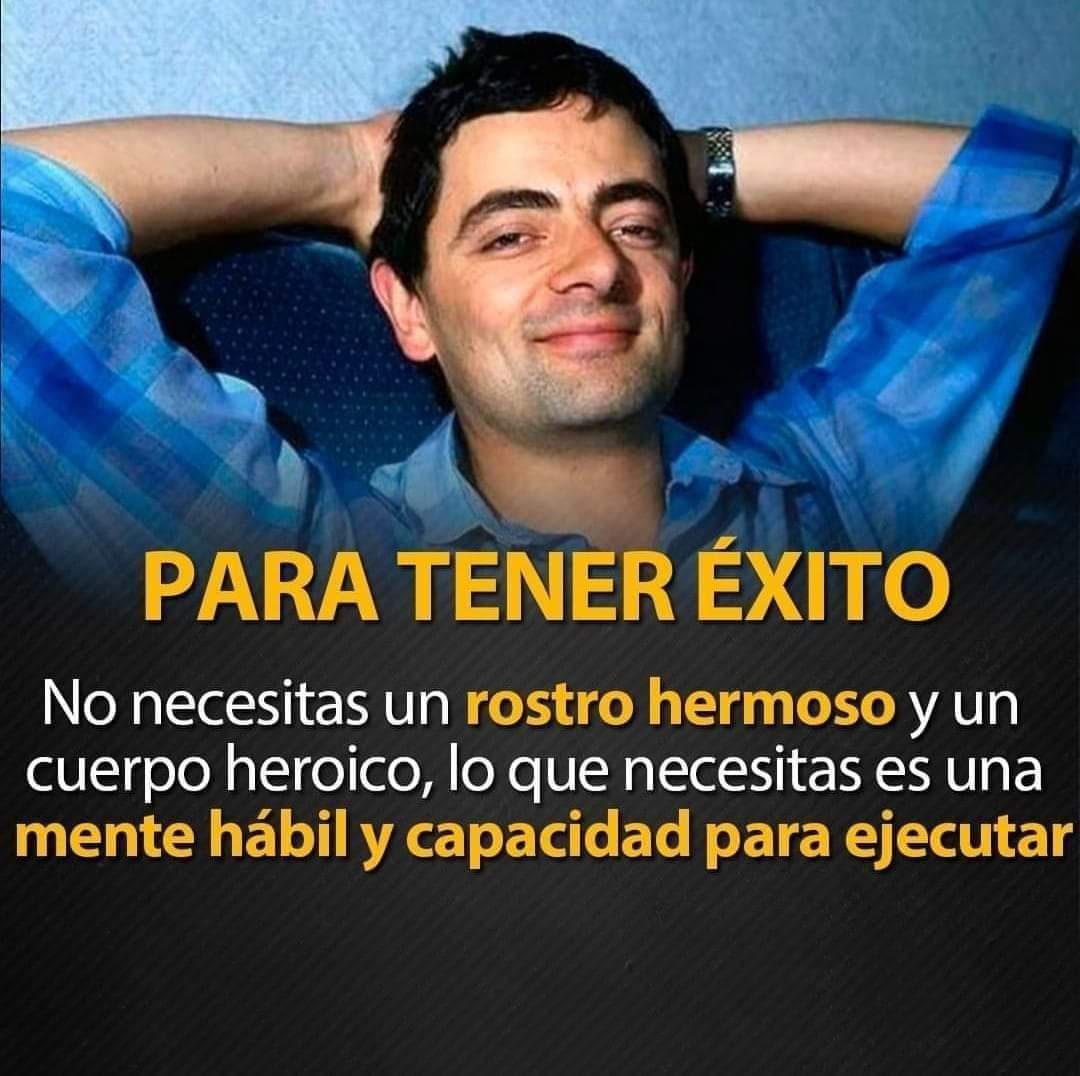 PARA TENER ÉXITO
No necesitas un rostro hermoso y un
cuerpo heroico, lo que necesitas es una
mente hábil y capacidad para ejecutar